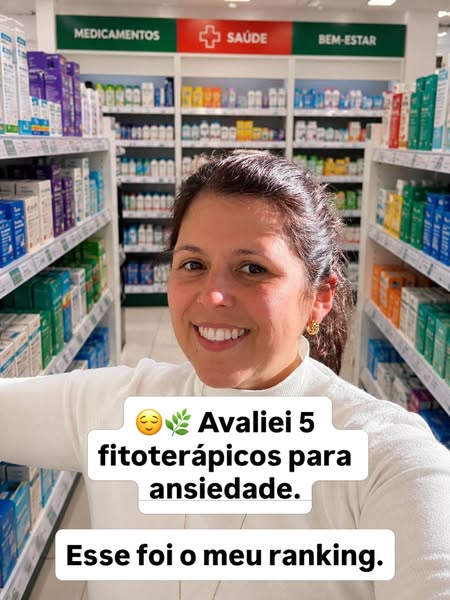 MEDICAMENTOS
SAÚDE
BEM-ESTAR
😌🌿 Avaliei 5
fitoterápicos para
ansiedade.
Esse foi o meu ranking.